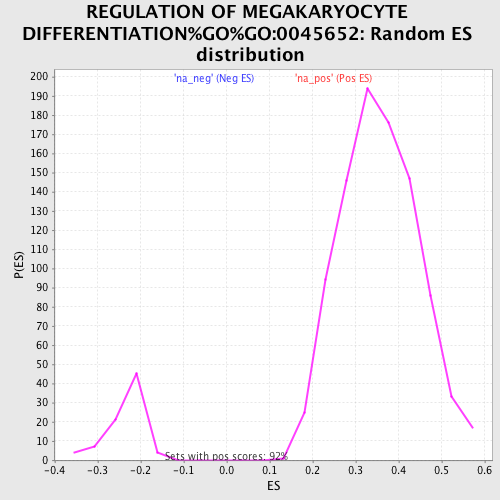 REGULATION OF MEGAKARYOCYTE
DIFFERENTIATION%GO%GO:0045652: Random ES
distribution
'na_neg' (Neg ES)
'na_pos' (Pos ES)
200
190
180
170
160
150
140
130
120
110
100
90
80
70
60
50
40
30
20
10
0
P(ES)
Sets with pos scores: 92%
-0.4 -0.3 -0.2 -0.1 0.0 0.1 0.2 0.3 0.4 0.5 0.6
ES